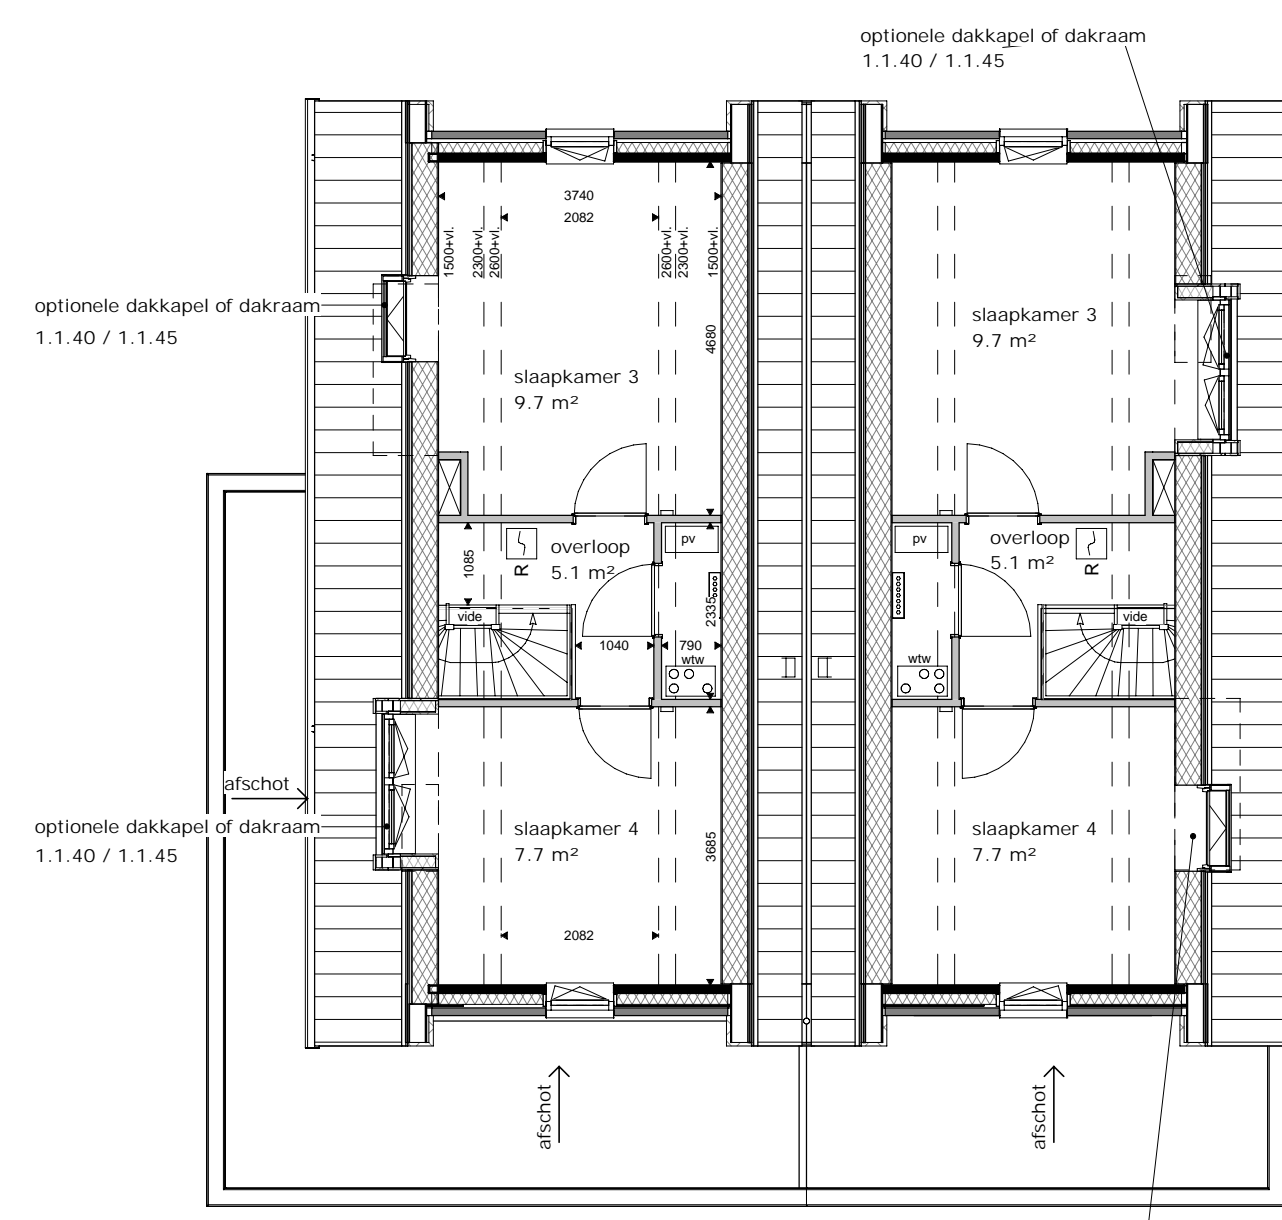 optionele dakkapel of dakraam
1.1.40 / 1.1.45
3740
2082
1500+vl.
2300+vl.
2600+vl.
2600+vl.
2300+vl.
1500+vl.
optionele dakkapel of dakraam
1.1.40 / 1.1.45
4680
slaapkamer 3
9.7 m²
slaapkamer 3
9.7 m²
pv
overloop
5.1 m²
R
1085
2335
vide
1040
790
wtw
pv
overloop
5.1 m²
R
vide
wtw
afschot
optionele dakkapel of dakraam
1.1.40 / 1.1.45
slaapkamer 4
7.7 m²
3685
2082
slaapkamer 4
7.7 m²
afschot
afschot